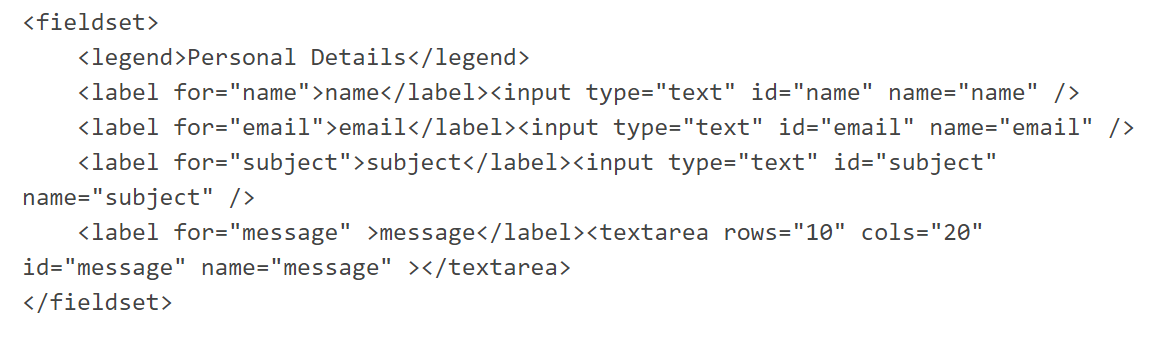 <fieldset>
    <legend>Personal Details</legend>
    <label for="name">name</label><input type="text" id="name" name="name" />
    <label for="email">email</label><input type="text" id="email" name="email" />
    <label for="subject">subject</label><input type="text" id="subject"
name="subject" />
    <label for="message" >message</label><textarea rows="10" cols="20"
id="message" name="message" ></textarea>
</fieldset>